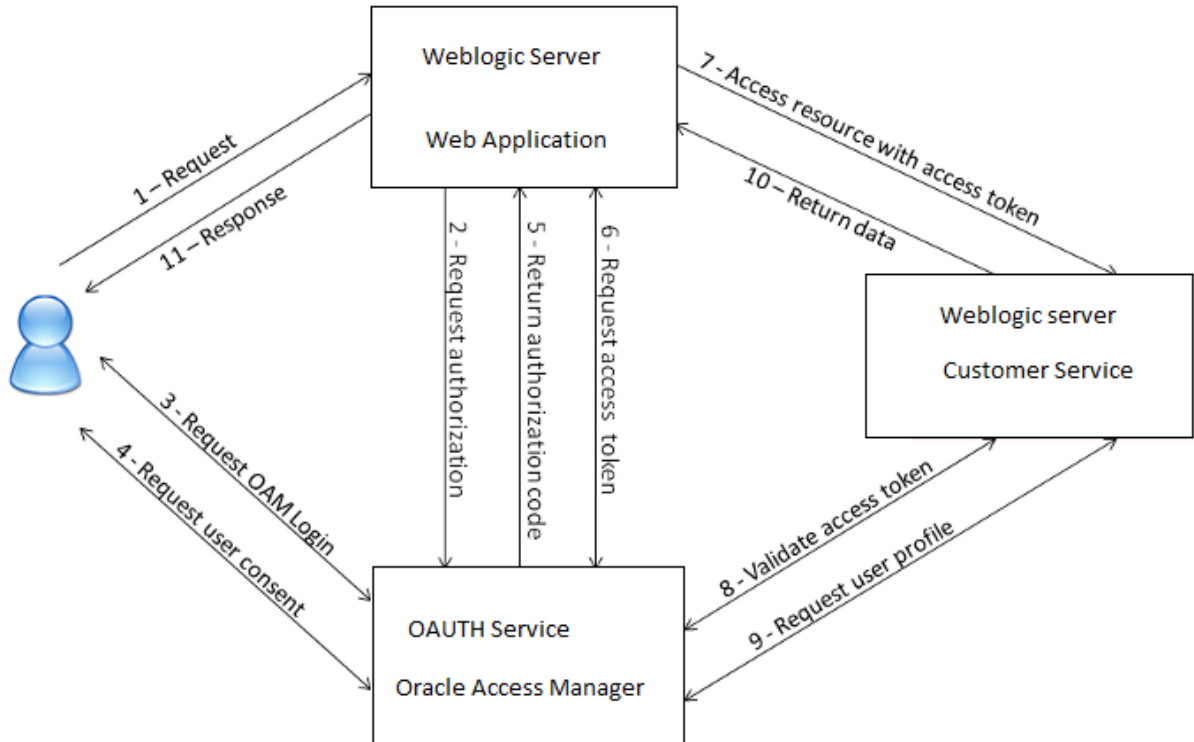 Weblogic Server
Web Application
1 – Request
11 – Response
2 - Request authorization
5 - Return authorization code
6 - Request access token
7 - Access resource with access token
10 – Return data
Weblogic server
Customer Service
3 - Request OAM Login
4 - Request user consent
OAUTH Service
Oracle Access Manager
8 - Validate access token
9 - Request user profile